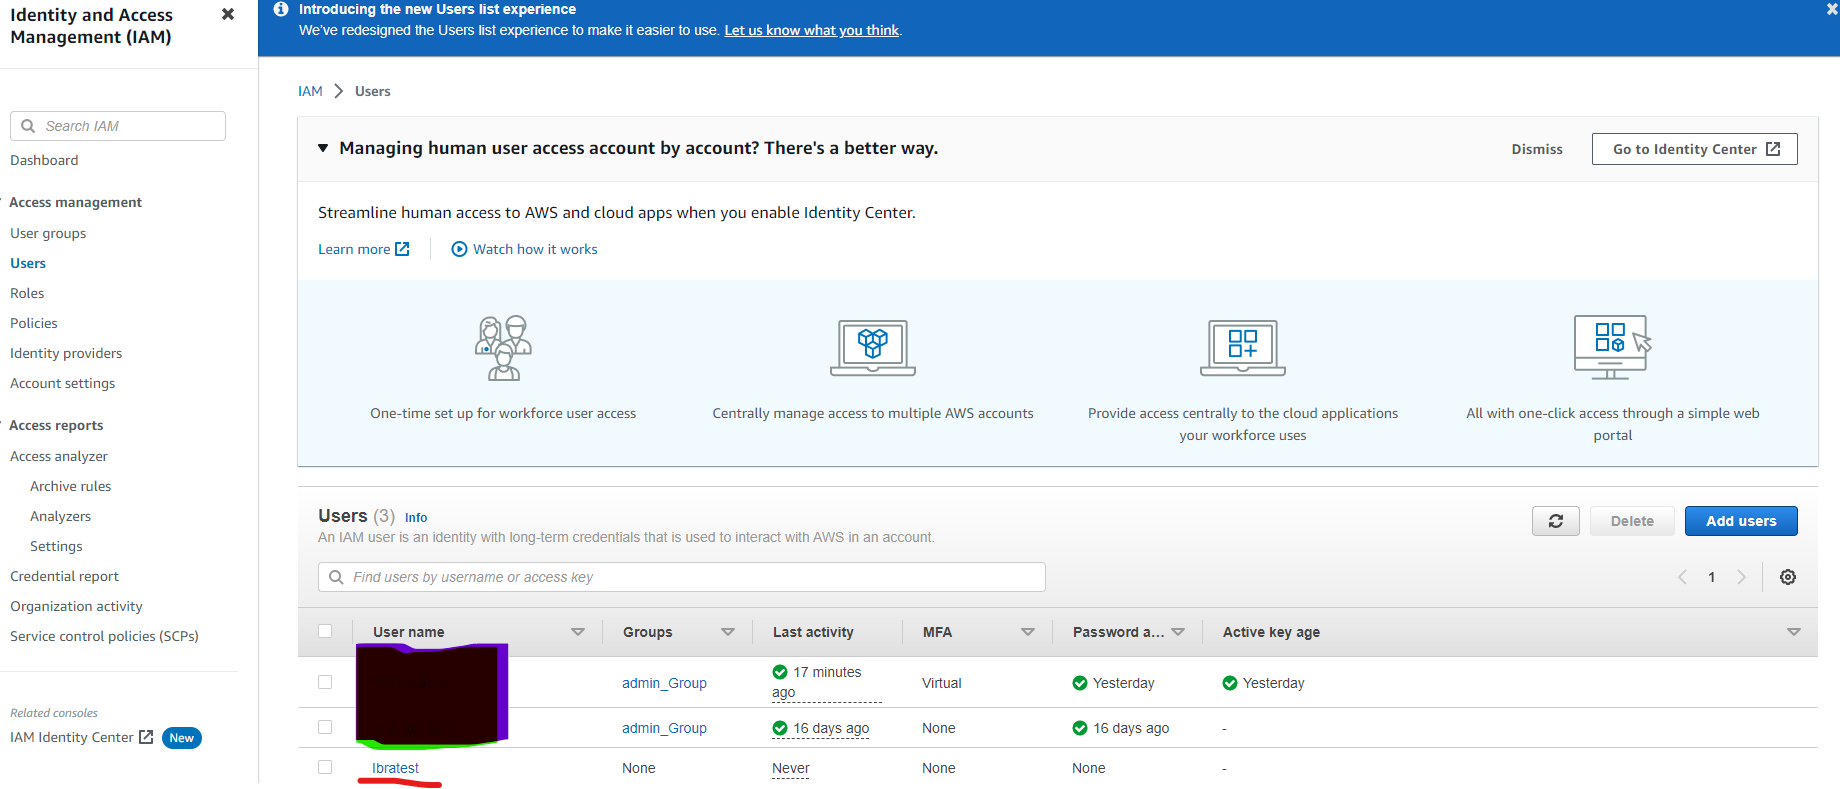 Identity and Access
Management (IAM)
Search IAM
Dashboard
Access management
User groups
Users
Roles
Policies
Identity providers
Account settings
Access reports
Access analyzer
Archive rules
Analyzers
Settings
Credential report
Organization activity
Service control policies (SCPs)
Related consoles
IAM Identity Center New
Introducing the new Users list experience
We've redesigned the Users list experience to make it easier to use. Let us know what you think.
IAM > Users
Managing human user access account by account? There's a better way.
Dismiss
Go to Identity Center
Streamline human access to AWS and cloud apps when you enable Identity Center.
Learn more
Watch how it works
One-time set up for workforce user access
Centrally manage access to multiple AWS accounts
Provide access centrally to the cloud applications
your workforce uses
All with one-click access through a simple web
portal
Users (3) Info
An IAM user is an identity with long-term credentials that is used to interact with AWS in an account.
Delete
Add users
Find users by username or access key
1
User name Groups Last activity MFA Password a... Active key age
admin_Group 17 minutes ago Virtual Yesterday Yesterday
admin_Group 16 days ago None 16 days ago -
Ibratest None Never None None -